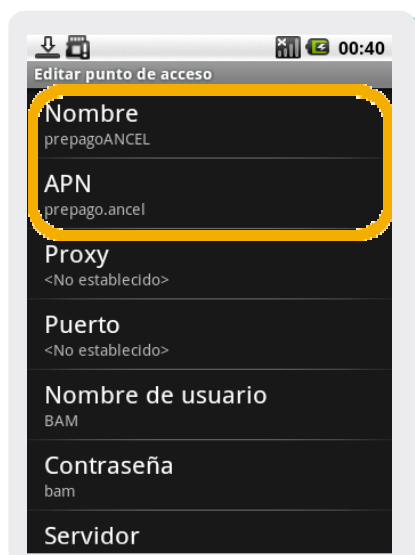 00:40
Editar punto de acceso
Nombre
prepagoANCEL
APN
prepago.ancel
Proxy
<No establecido>
Puerto
<No establecido>
Nombre de usuario
BAM
Contraseña
bam
Servidor